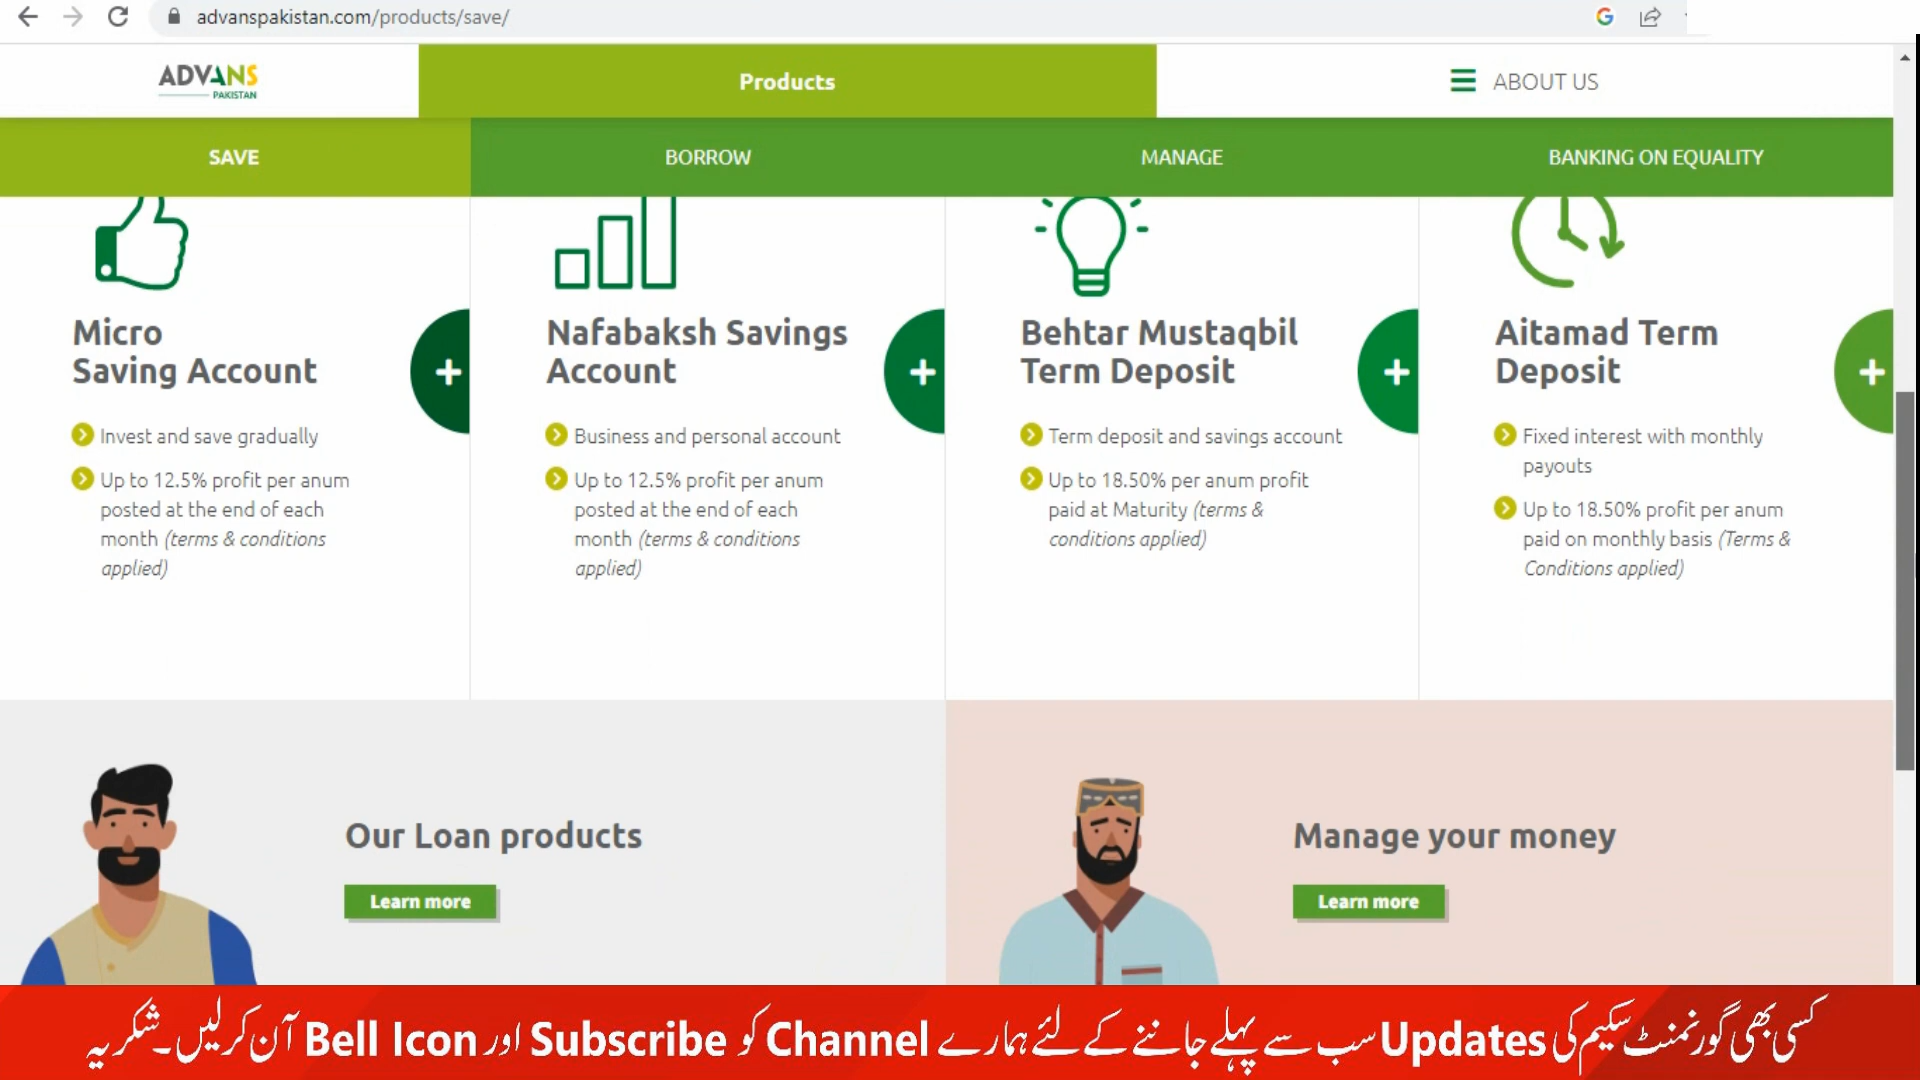 advanspakistan.com/products/save/
ADVANS
PAKISTAN
Products
ABOUT US
SAVE
BORROW
MANAGE
BANKING ON EQUALITY
Micro
Saving Account
Invest and save gradually
Up to 12.5% profit per anum
posted at the end of each
month (terms & conditions
applied)
Nafabaksh Savings
Account
Business and personal account
Up to 12.5% profit per anum
posted at the end of each
month (terms & conditions
applied)
Behtar Mustaqbil
Term Deposit
Term deposit and savings account
Up to 18.50% per anum profit
paid at Maturity (terms &
conditions applied)
Aitamad Term
Deposit
Fixed interest with monthly
payouts
Up to 18.50% profit per anum
paid on monthly basis (Terms &
Conditions applied)
Our Loan products
Learn more
Manage your money
Learn more
کسی بھی گورنمنٹ سکیم کی Updates سب سے پہلے جاننے کے لئے ہمارے Channel کو Subscribe اور Bell Icon آن کر لیں۔ شکریہ